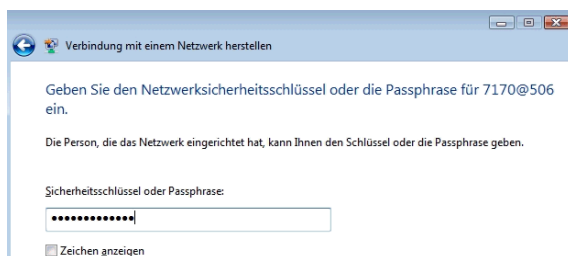 Verbindung mit einem Netzwerk herstellen
Geben Sie den Netzwerksicherheitsschlüssel oder die Passphrase für 7170@506
ein.
Die Person, die das Netzwerk eingerichtet hat, kann Ihnen den Schlüssel oder die Passphrase geben.
Sicherheitsschlüssel oder Passphrase:
●●●●●●●●●●●●●
Zeichen anzeigen